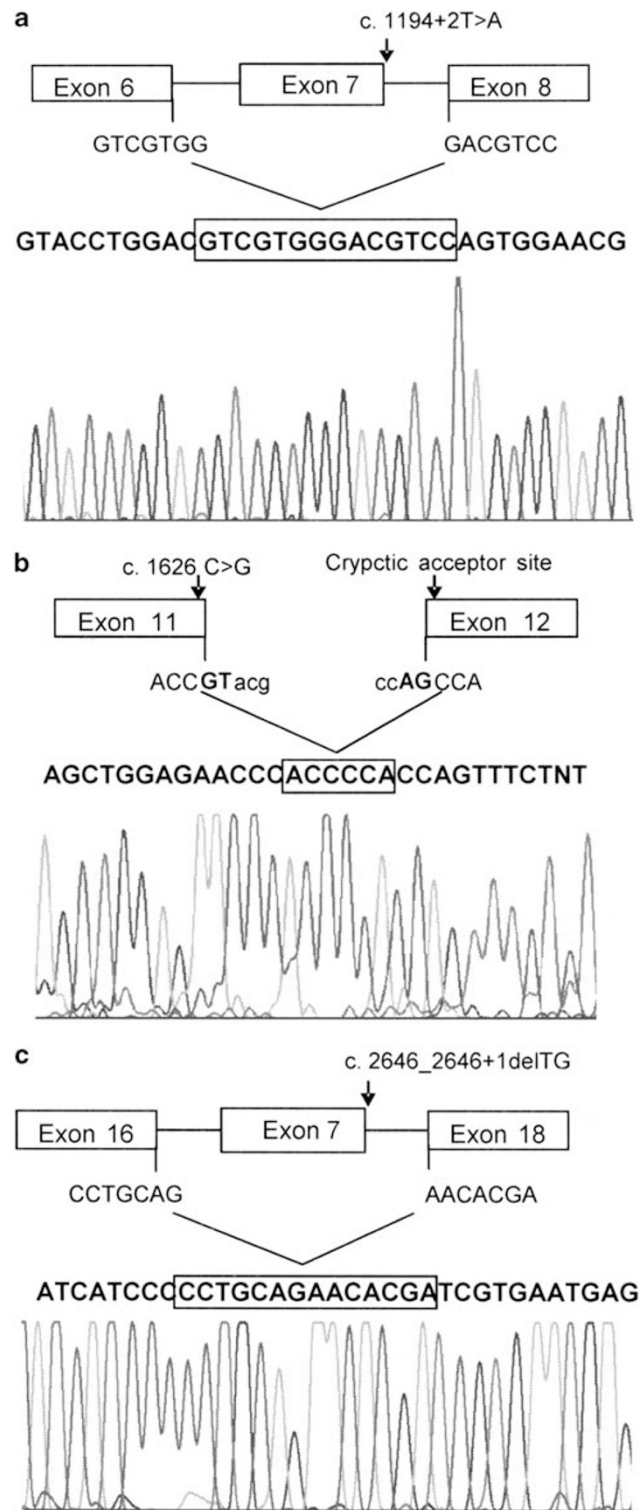 a
c. 1194+2T>A
Exon 6 Exon 7 Exon 8
GTCGTGG GACGTCC
GTACCTGGACGTCGTGGGACGTCCAGTGGAACG
b
c. 1626 C>G Crypctic acceptor site
Exon 11 Exon 12
ACCGTacg ccAGCCA
AGCTGGAGAACCCACCCCACCAGTTTCTNT
c
c. 2646_2646+1delTG
Exon 16 Exon 7 Exon 18
CCTGCAG AACACGA
ATCATCCCCCTGCAGAACACGATCGTGAATGAG